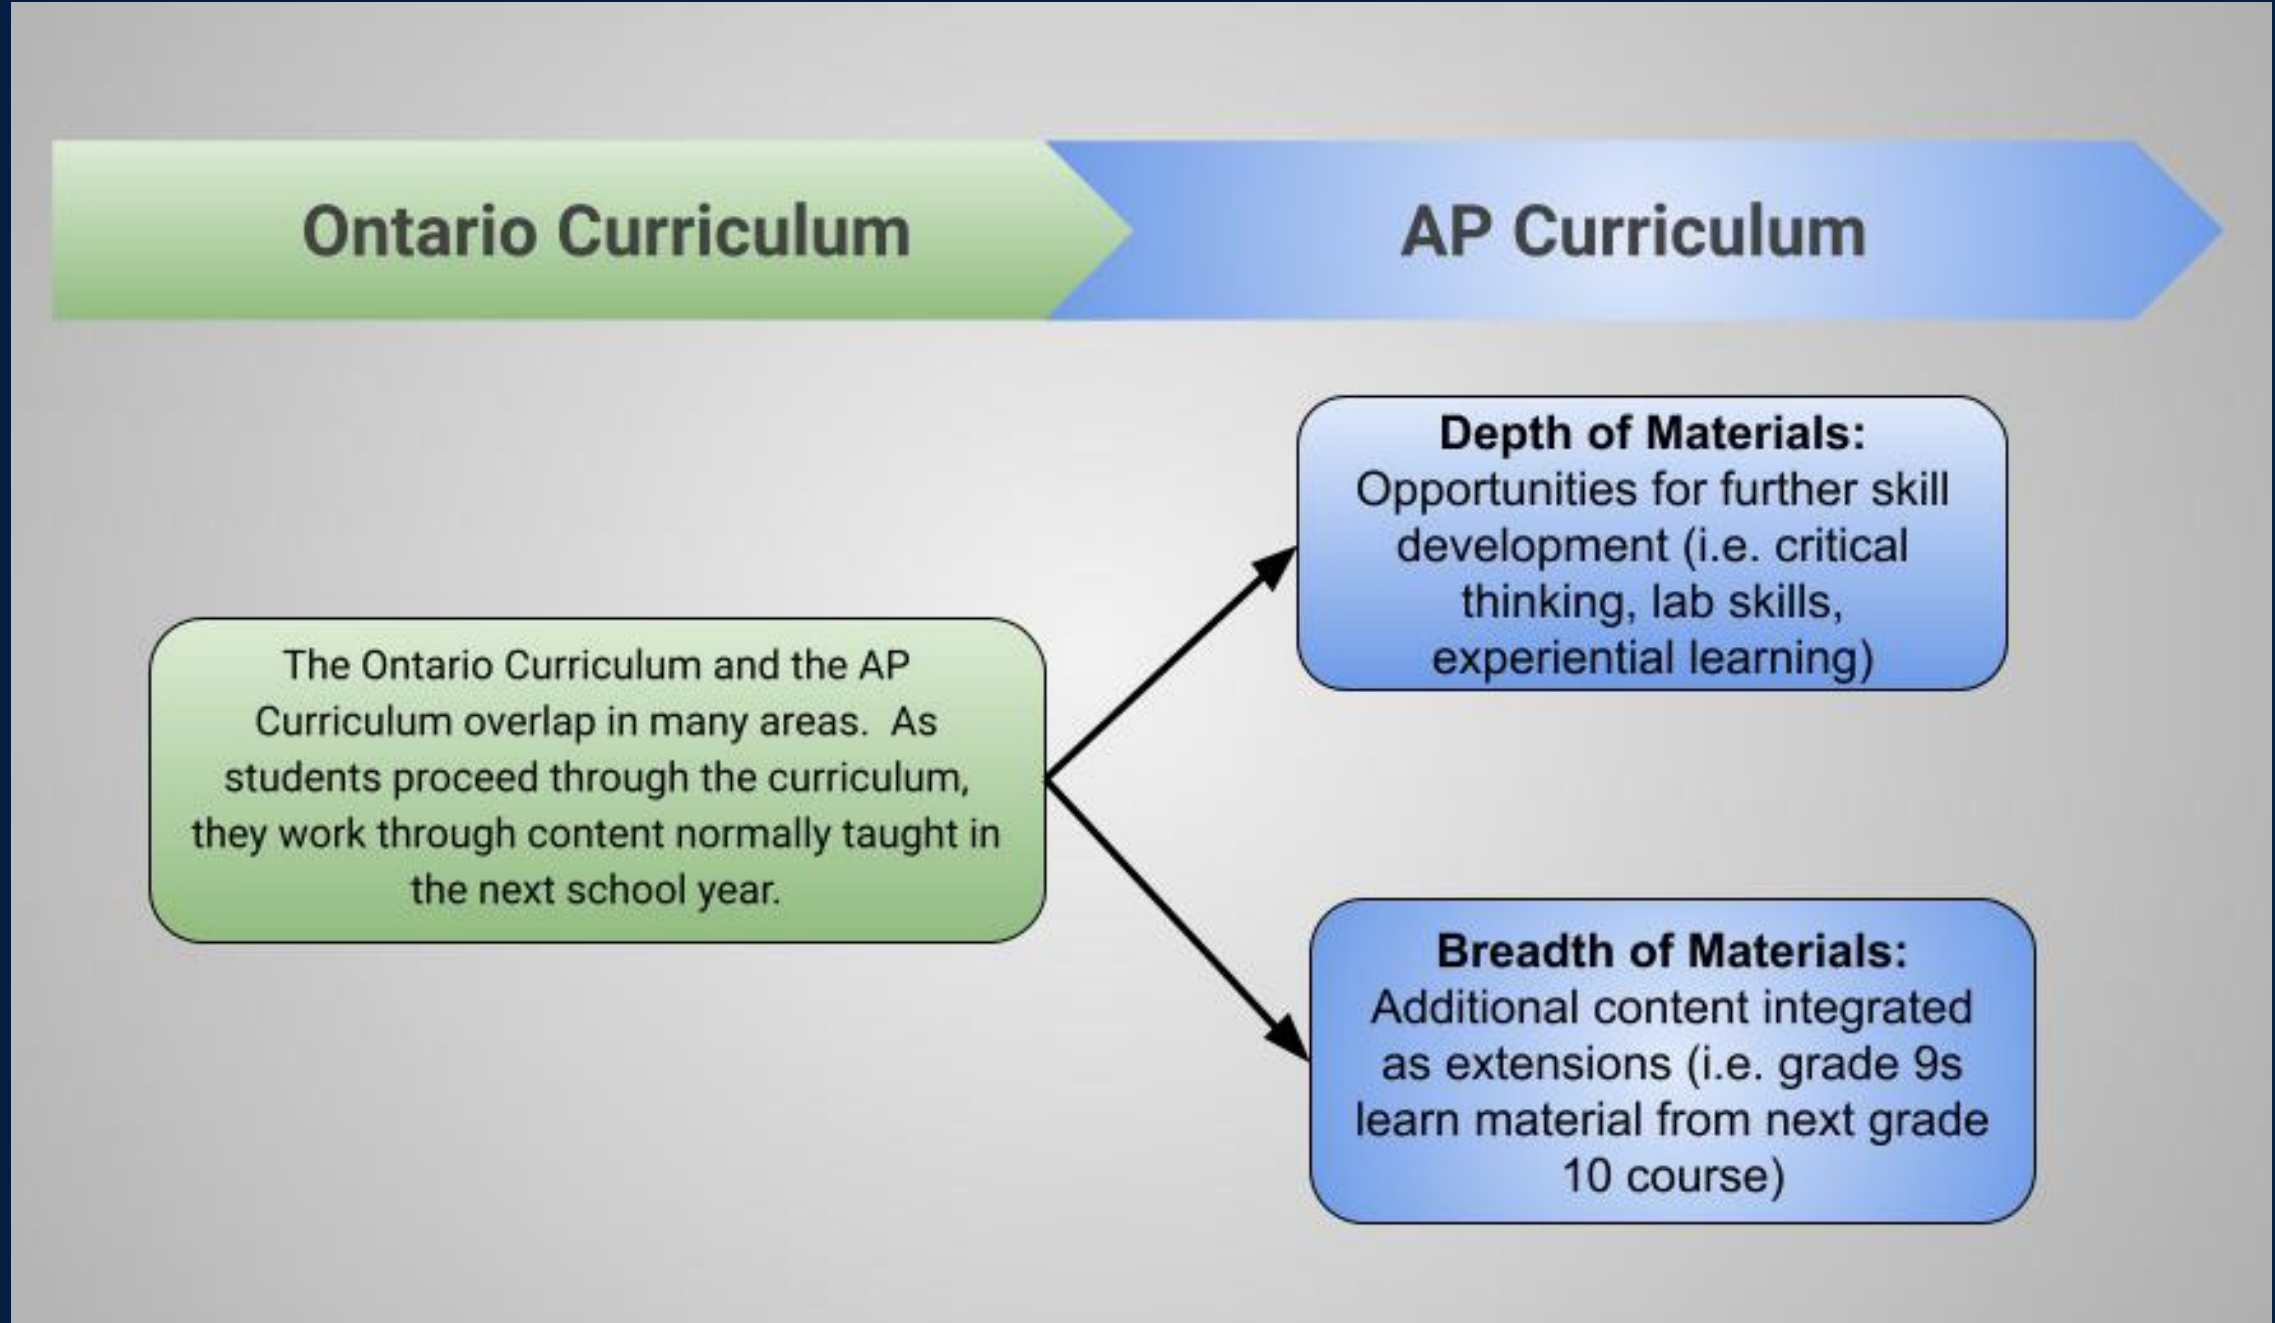 Ontario Curriculum
AP Curriculum
The Ontario Curriculum and the AP
Curriculum overlap in many areas.  As
students proceed through the curriculum,
they work through content normally taught in
the next school year.
Depth of Materials:
Opportunities for further skill
development (i.e. critical
thinking, lab skills,
experiential learning)
Breadth of Materials:
Additional content integrated
as extensions (i.e. grade 9s
learn material from next grade
10 course)